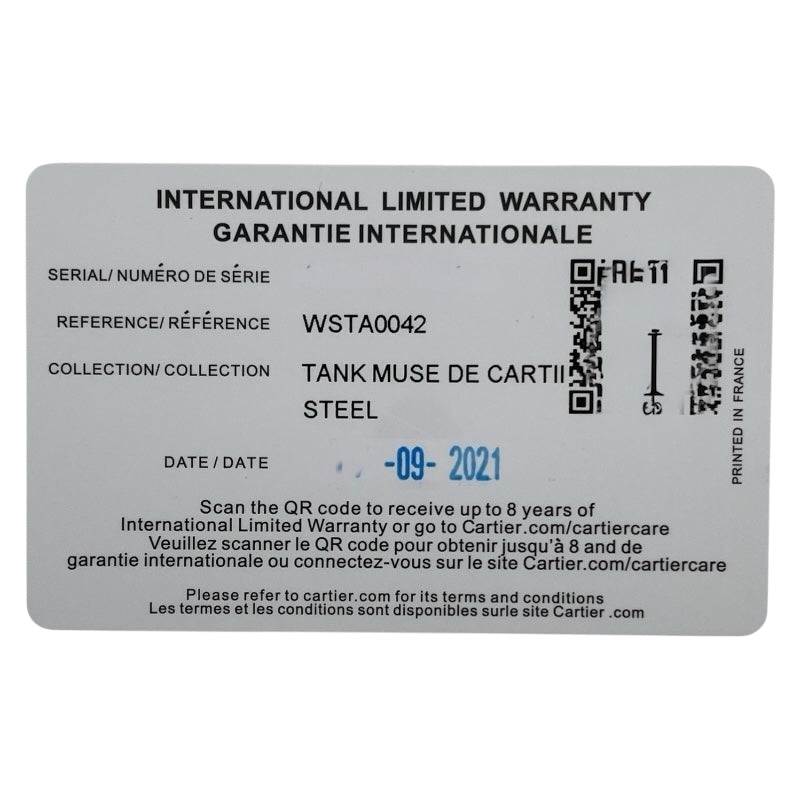 INTERNATIONAL LIMITED WARRANTY
GARANTIE INTERNATIONALE
SERIAL/ NUMÉRO DE SÉRIE
REFERENCE/ RÉFÉRENCE WSTA0042
COLLECTION/ COLLECTION TANK MUSE DE
STEEL
DATE / DATE -09- 2021
PRINTED IN FRANCE
Scan the QR code to receive up to 8 years of
International Limited Warranty or go to Cartier.com/cartiercare
Veuillez scanner le QR code pour obtenir jusqu'à 8 and de
garantie internationale ou connectez-vous sur le site Cartier.com/cartiercare
Please refer to cartier.com for its terms and conditions
Les termes et les conditions sont disponibles surle site Cartier .com